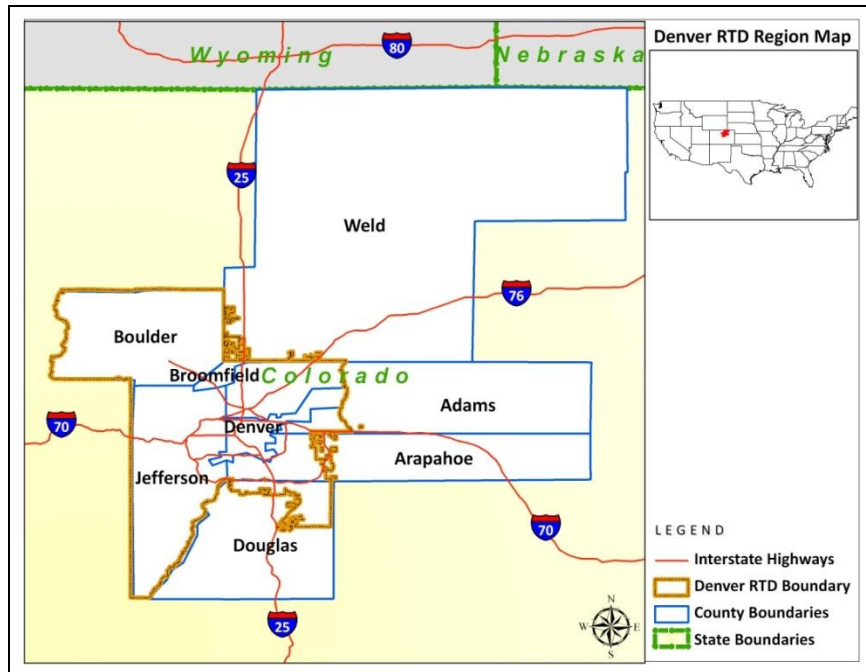 Wyoming
80
Nebraska
25
Weld
76
Boulder
Broomfield
Colorado
Adams
Denver
70
Arapahoe
Jefferson
Douglas
70
25
N
W E
S
Denver RTD Region Map
LEGEND
Interstate Highways
Denver RTD Boundary
County Boundaries
State Boundaries